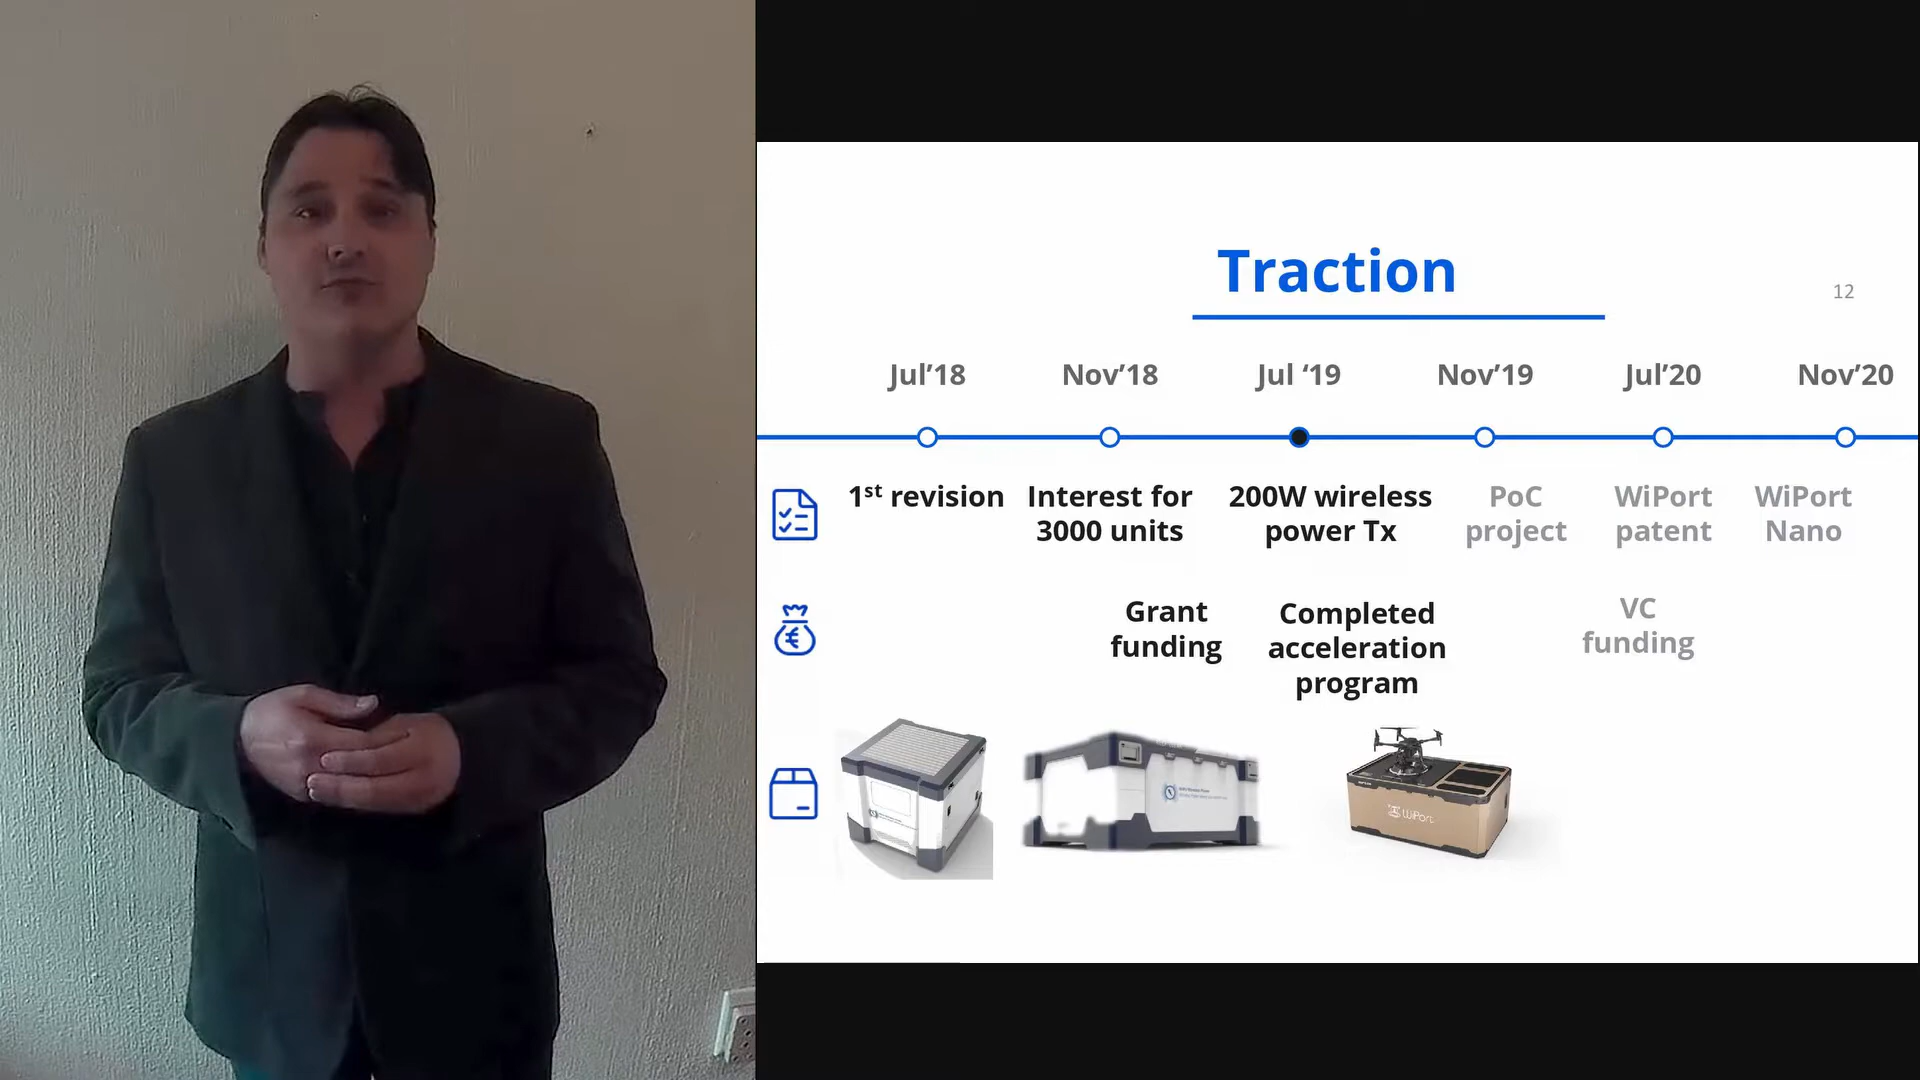 Traction
12
Jul’18 Nov’18 Jul ‘19 Nov’19 Jul’20 Nov’20
1st revision
Interest for
3000 units
200W wireless
power Tx
PoC
project
WiPort
patent
WiPort
Nano
Grant
funding
Completed
acceleration
program
VC
funding
WiPort